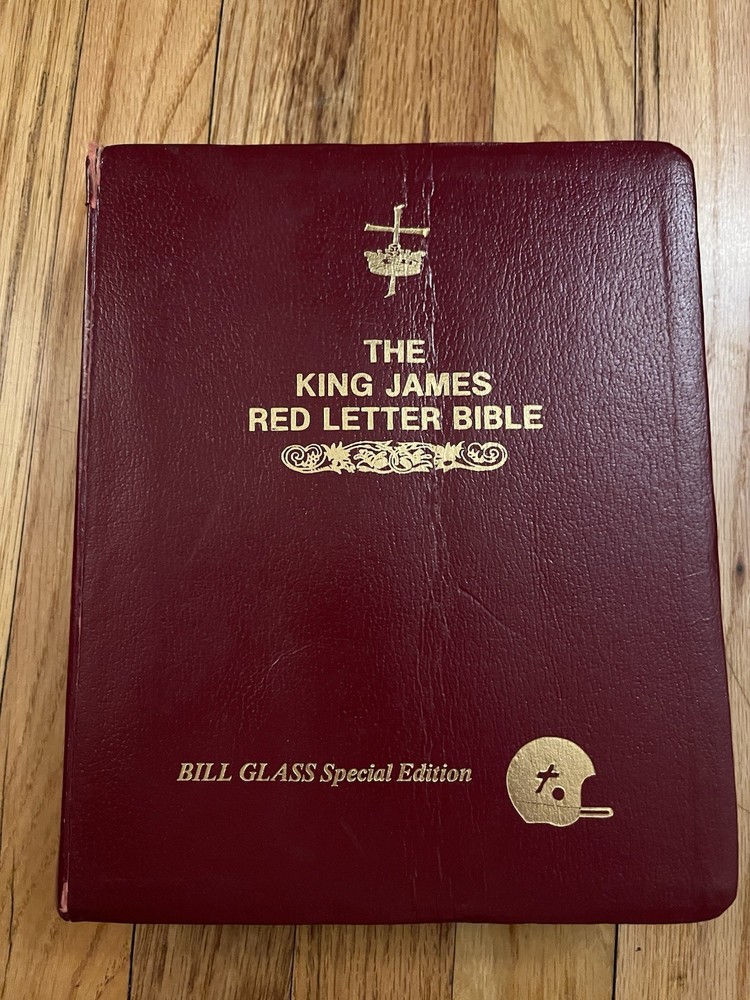 THE
KING JAMES
RED LETTER BIBLE
BILL GLASS Special Edition